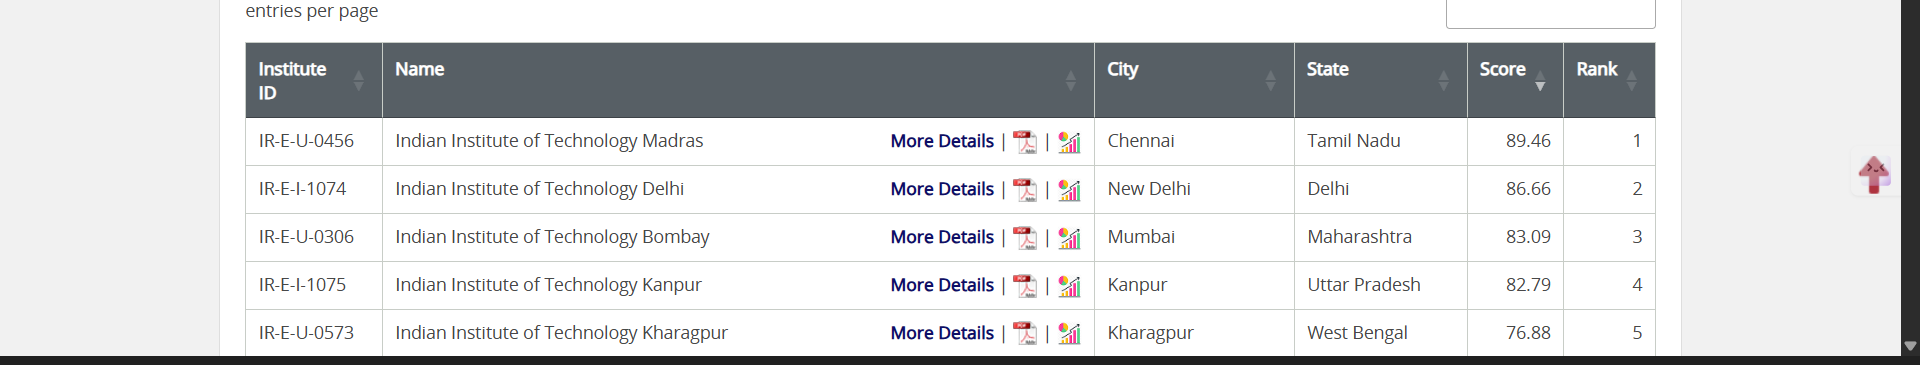 entries per page
Institute ID Name City State Score Rank
IR-E-U-0456 Indian Institute of Technology Madras More Details | | Chennai Tamil Nadu 89.46 1
IR-E-I-1074 Indian Institute of Technology Delhi More Details | | New Delhi Delhi 86.66 2
IR-E-U-0306 Indian Institute of Technology Bombay More Details | | Mumbai Maharashtra 83.09 3
IR-E-I-1075 Indian Institute of Technology Kanpur More Details | | Kanpur Uttar Pradesh 82.79 4
IR-E-U-0573 Indian Institute of Technology Kharagpur More Details | | Kharagpur West Bengal 76.88 5